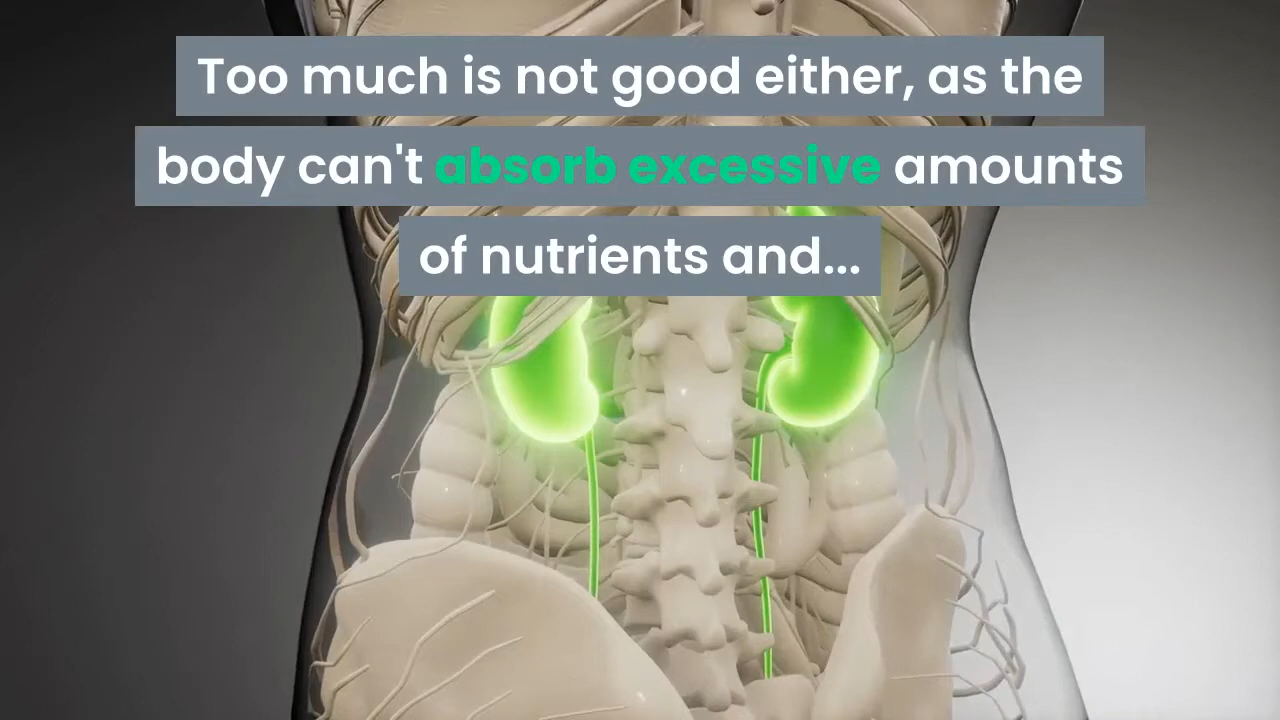 Too much is not good either, as the
body can't absorb excessive amounts
of nutrients and...